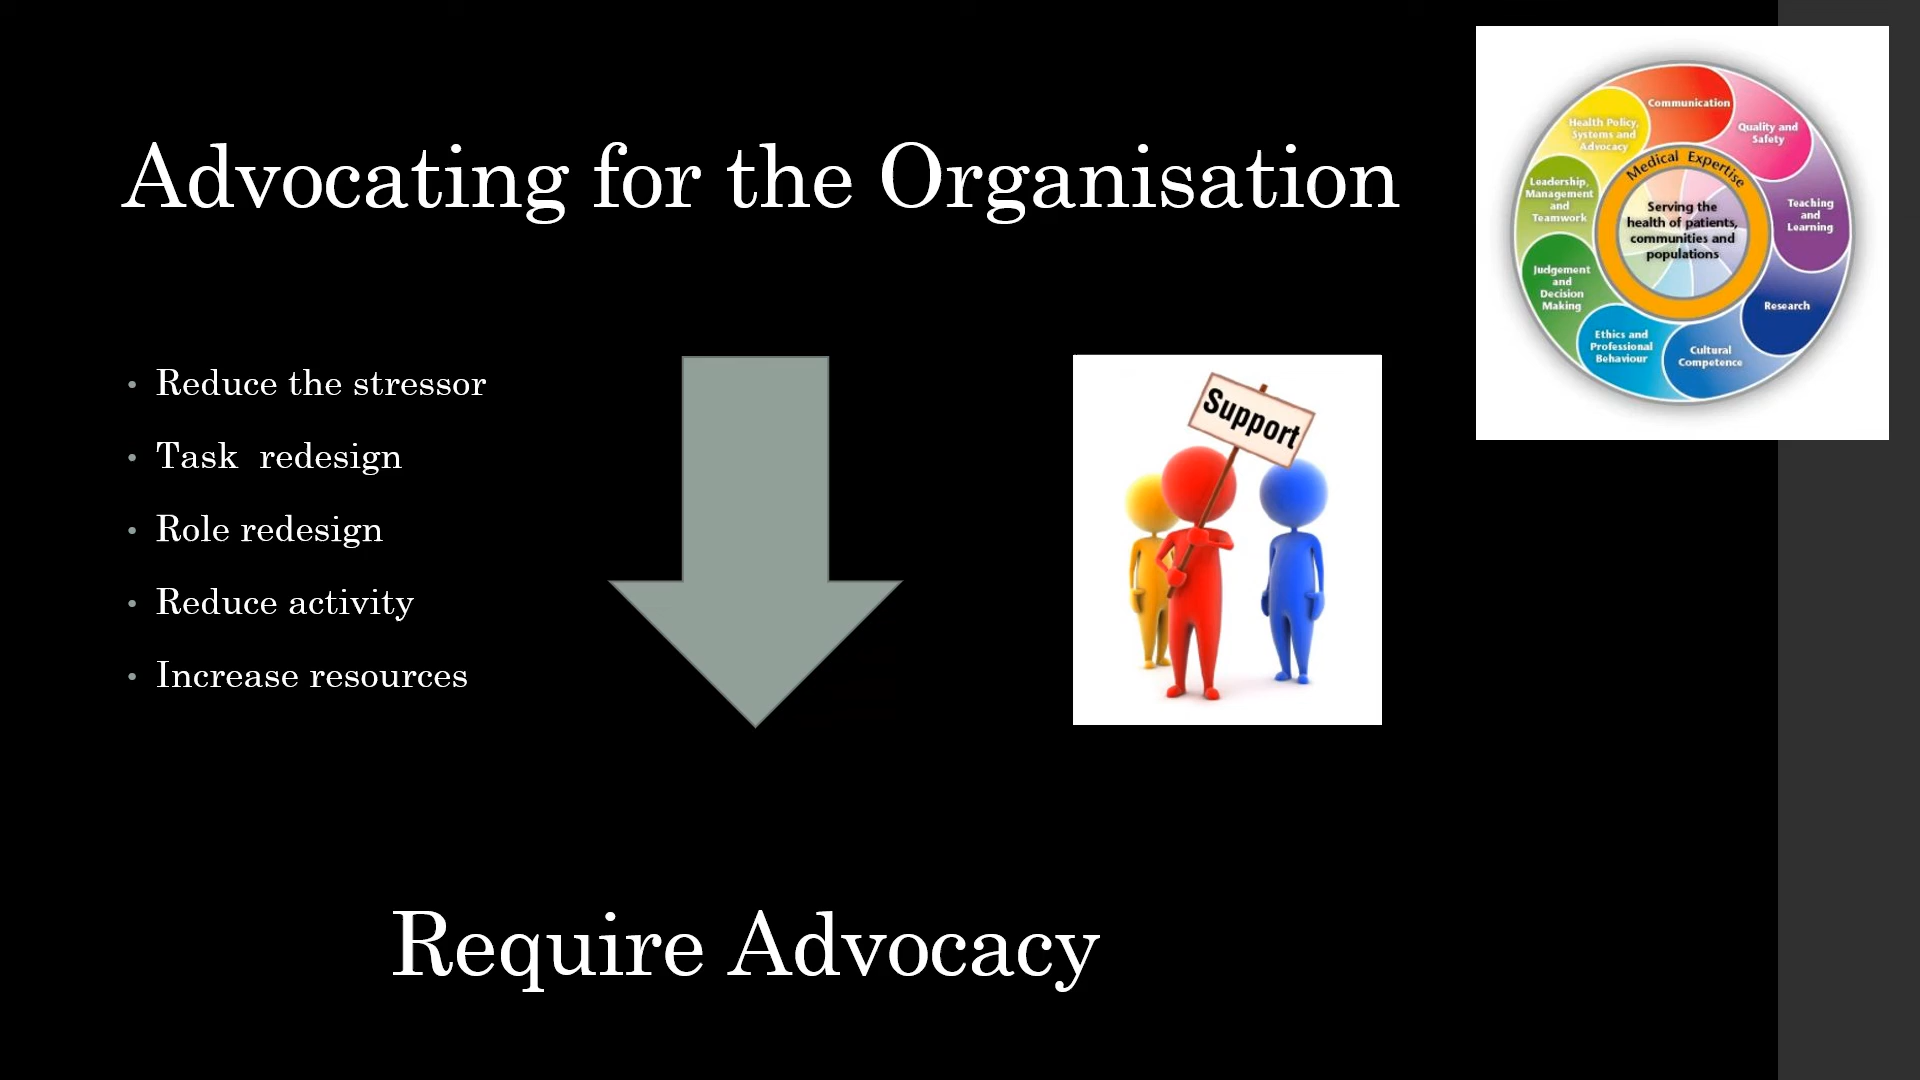 Advocating for the Organisation
• Reduce the stressor
• Task  redesign
• Role redesign
• Reduce activity
• Increase resources
Support
Require Advocacy
Communication
Quality and
Safety
Teaching
and
Learning
Research
Cultural
Competence
Ethics and
Professional
Behaviour
Judgement
and
Decision
Making
Leadership,
Management
and
Teamwork
Health Policy,
Systems and
Advocacy
Medical Expertise
Serving the
health of patients,
communities and
populations